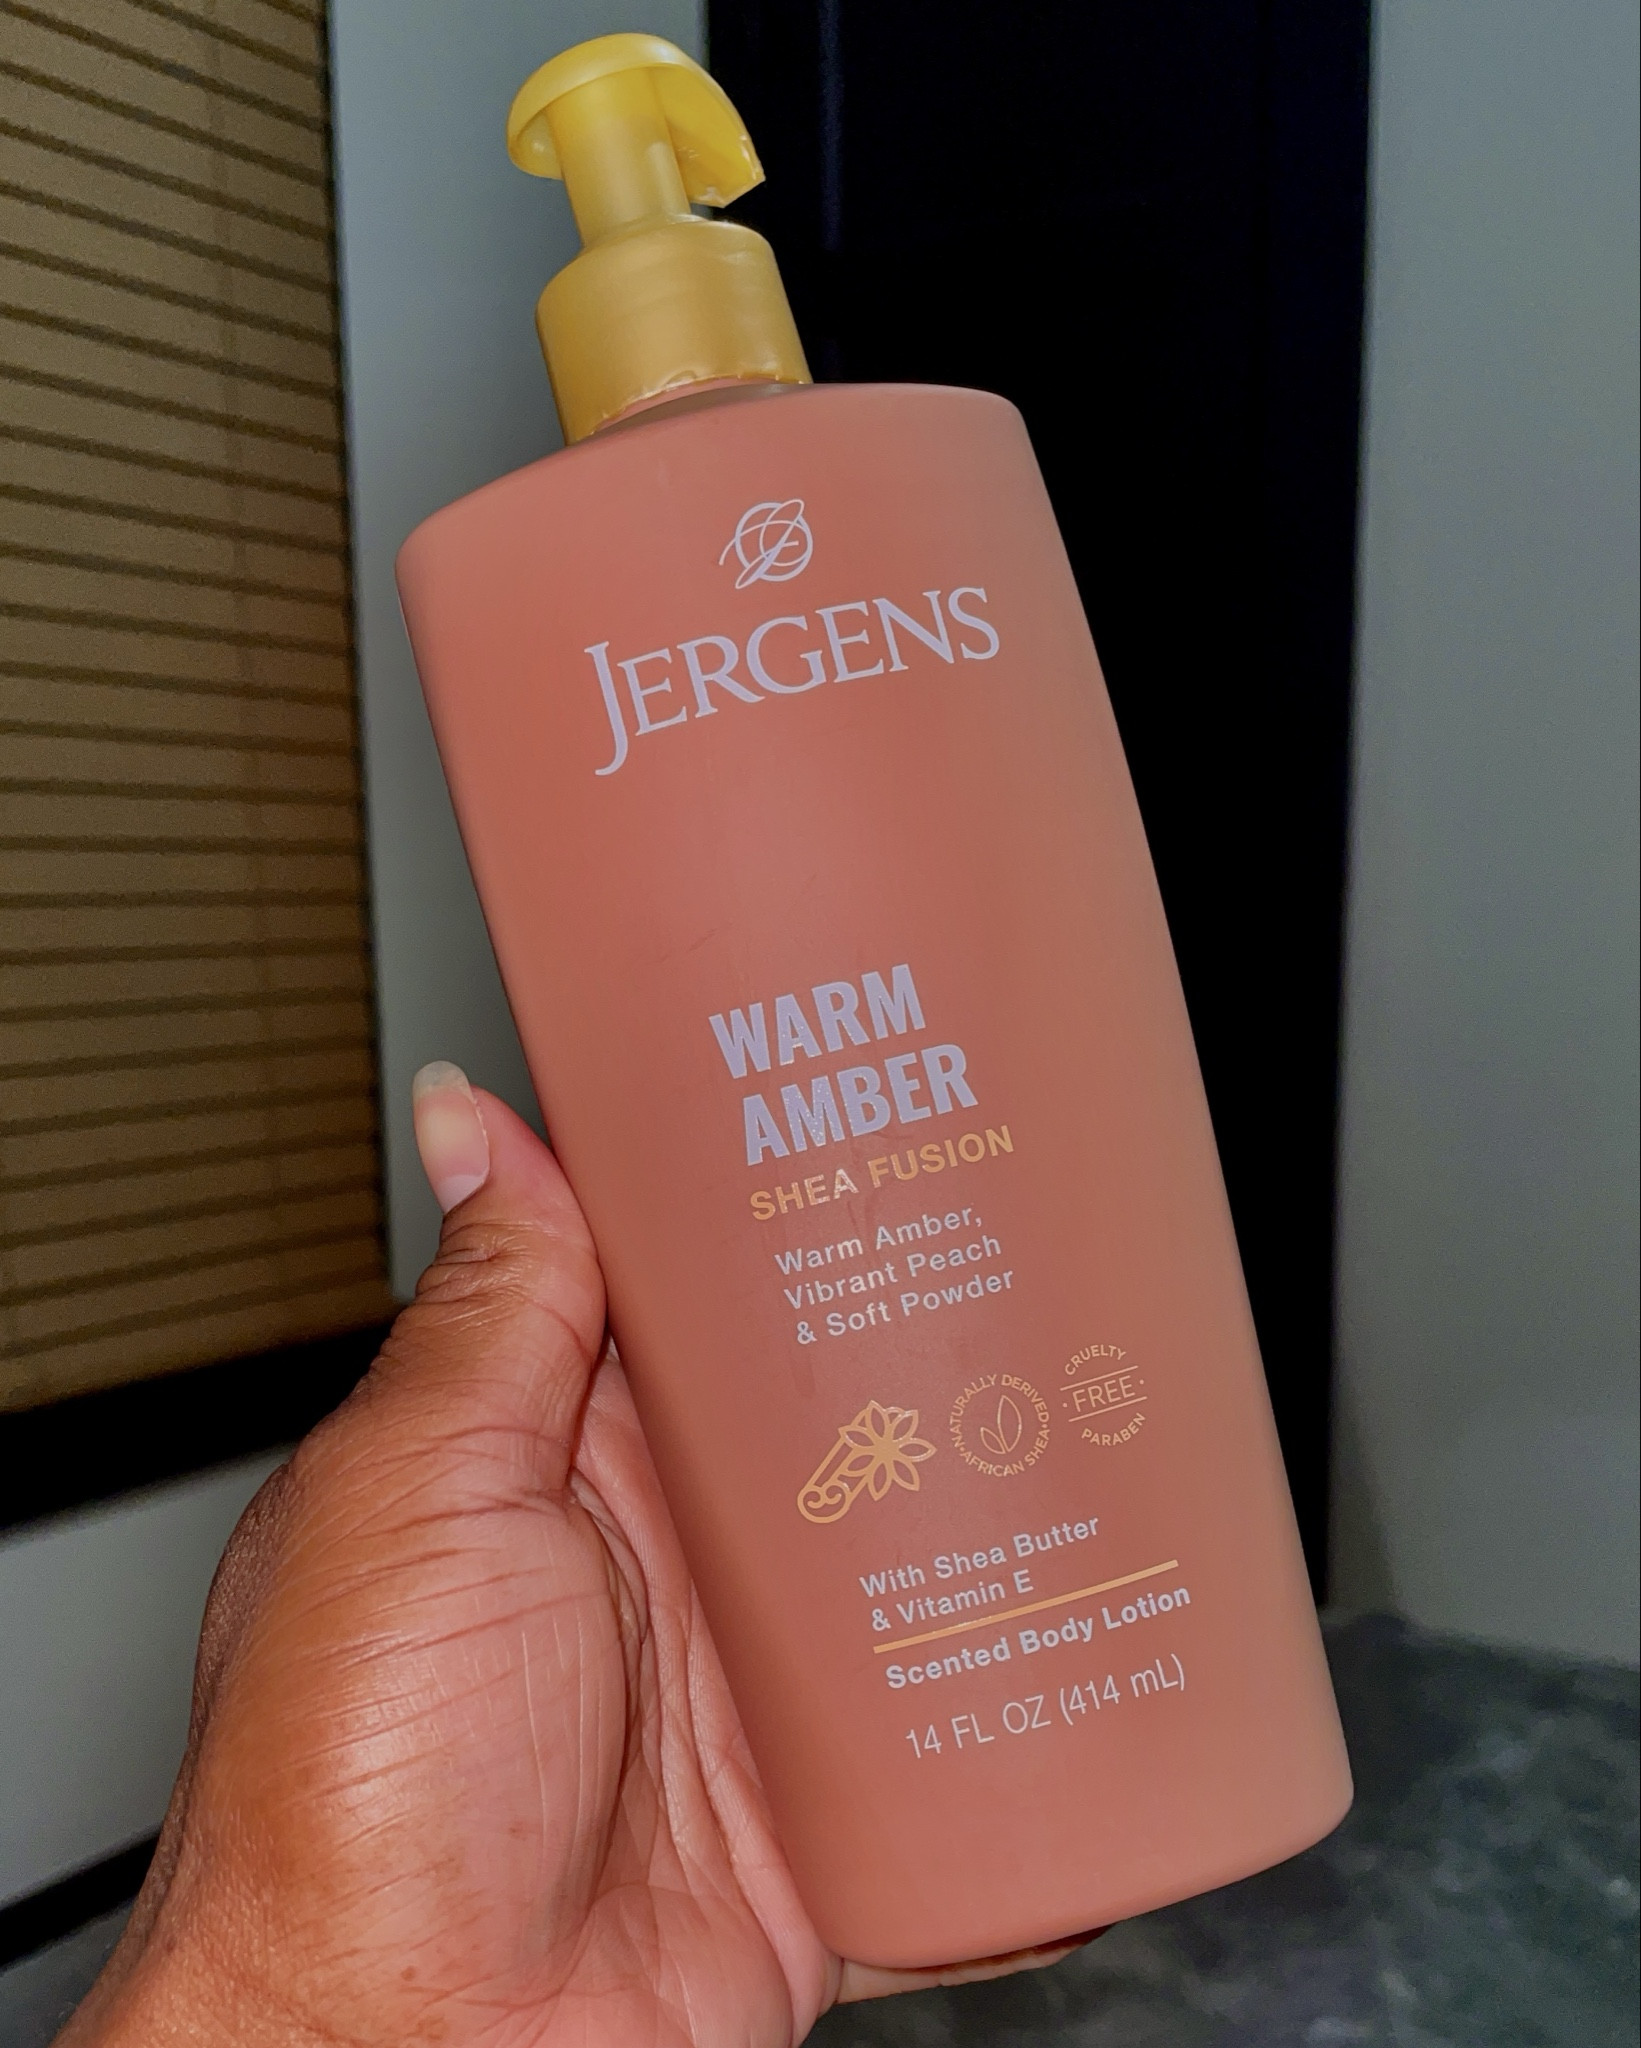 JERGENS
WARM
AMBER
SHEA FUSION
Warm Amber,
Vibrant Peach
& Soft Powder
•NATURALLY DERIVED•
AFRICAN SHEA
CRUELTY
•FREE•
PARABEN
With Shea Butter
& Vitamin E
Scented Body Lotion
14 FL OZ (414 mL)